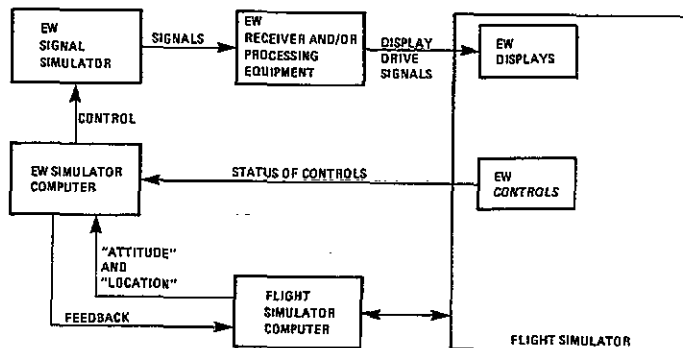 EW
SIGNAL
SIMULATOR
SIGNALS
EW
RECEIVER AND/OR
PROCESSING
EQUIPMENT
DISPLAY
DRIVE
SIGNALS
EW
DISPLAYS
CONTROL
EW SIMULATOR
COMPUTER
STATUS OF CONTROLS
EW
CONTROLS
"ATTITUDE"
AND
"LOCATION"
FEEDBACK
FLIGHT
SIMULATOR
COMPUTER
FLIGHT SIMULATOR